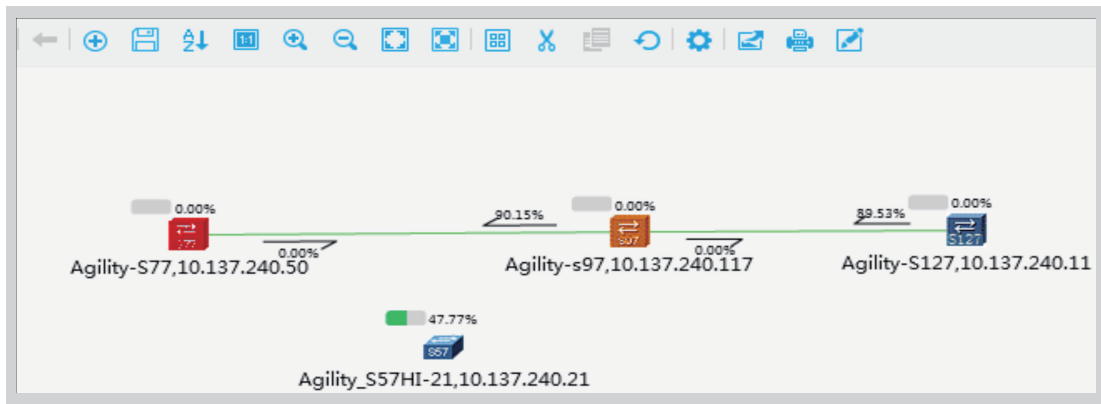 A
Z
1:1
0.00%
90.15%
0.00%
89.53%
0.00%
S97
S127
0.00%
0.00%
Agility-S77,10.137.240.50
Agility-s97,10.137.240.117
Agility-S127,10.137.240.11
47.77%
S57
Agility_S57HI-21,10.137.240.21